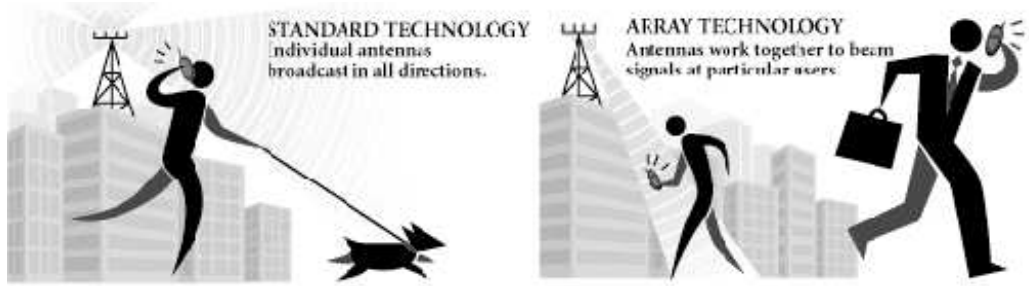 STANDARD TECHNOLOGY
Individual antennas
broadcast in all directions.
ARRAY TECHNOLOGY
Antennas work together to beam
signals at particular users